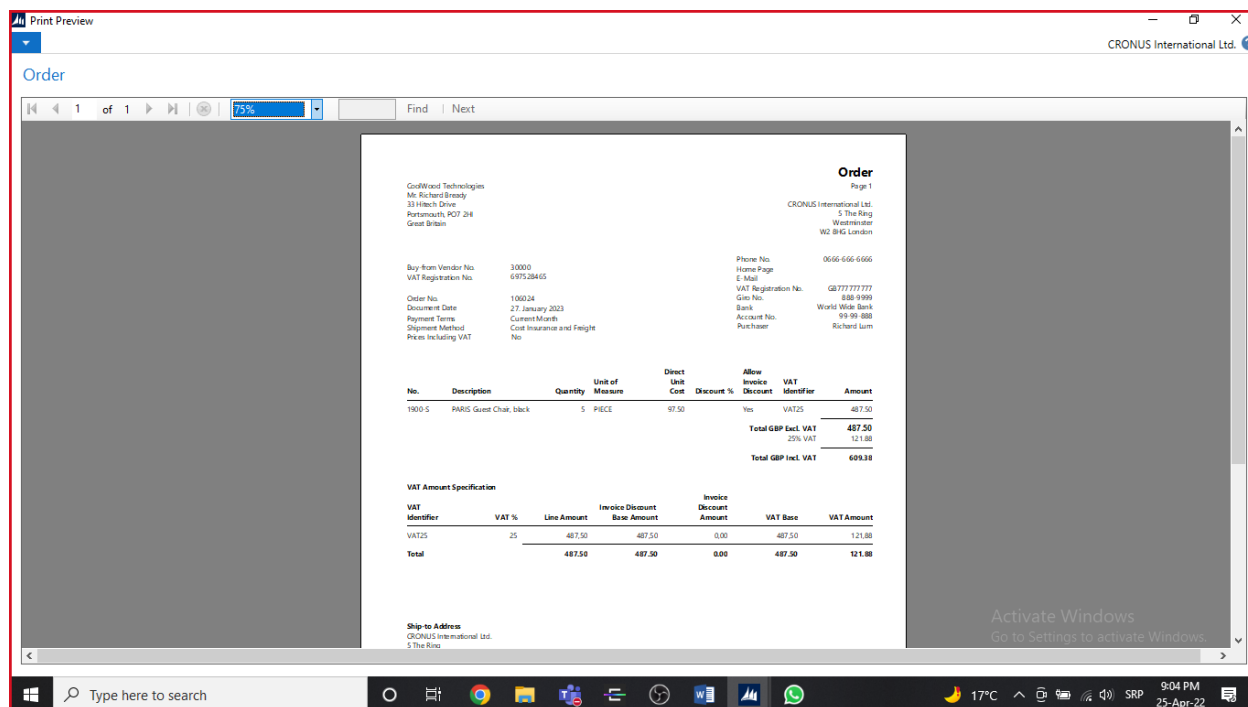 Print Preview
CRONUS International Ltd.
Order
1 of 1 75% Find Next
Order
Page 1
CoolWood Technologies
Mr. Richard Bready
33 Hitech Drive
Portsmouth, PO7 2HI
Great Britain
CRONUS International Ltd.
5 The Ring
Westminster
W2 8HG London
Buy-from Vendor No. 30000
VAT Registration No. 697528465
Order No. 106024
Document Date 27. January 2023
Payment Terms Current Month
Shipment Method Cost Insurance and Freight
Prices Including VAT No
Phone No. 0666-666-6666
Home Page
E-Mail
VAT Registration No. GB777777777
Giro No. 888-9999
Bank World Wide Bank
Account No. 99-99-888
Purchaser Richard Lum
No. Description Quantity Unit of Measure Direct Unit Cost Discount % Allow Invoice Discount VAT Identifier Amount
1900-S PARIS Guest Chair, black 5 PIECE 97.50 Yes VAT25 487.50
Total GBP Excl. VAT 487.50
25% VAT 121.88
Total GBP Incl. VAT 609.38
VAT Amount Specification
VAT Identifier VAT % Line Amount Invoice Discount Base Amount Invoice Discount Amount VAT Base VAT Amount
VAT25 25 487,50 487,50 0,00 487,50 121,88
Total 487.50 487.50 0.00 487.50 121.88
Ship-to Address
CRONUS International Ltd.
5 The Ring
Activate Windows
Go to Settings to activate Windows.
Type here to search
17°C SRP 9:04 PM
25-Apr-22